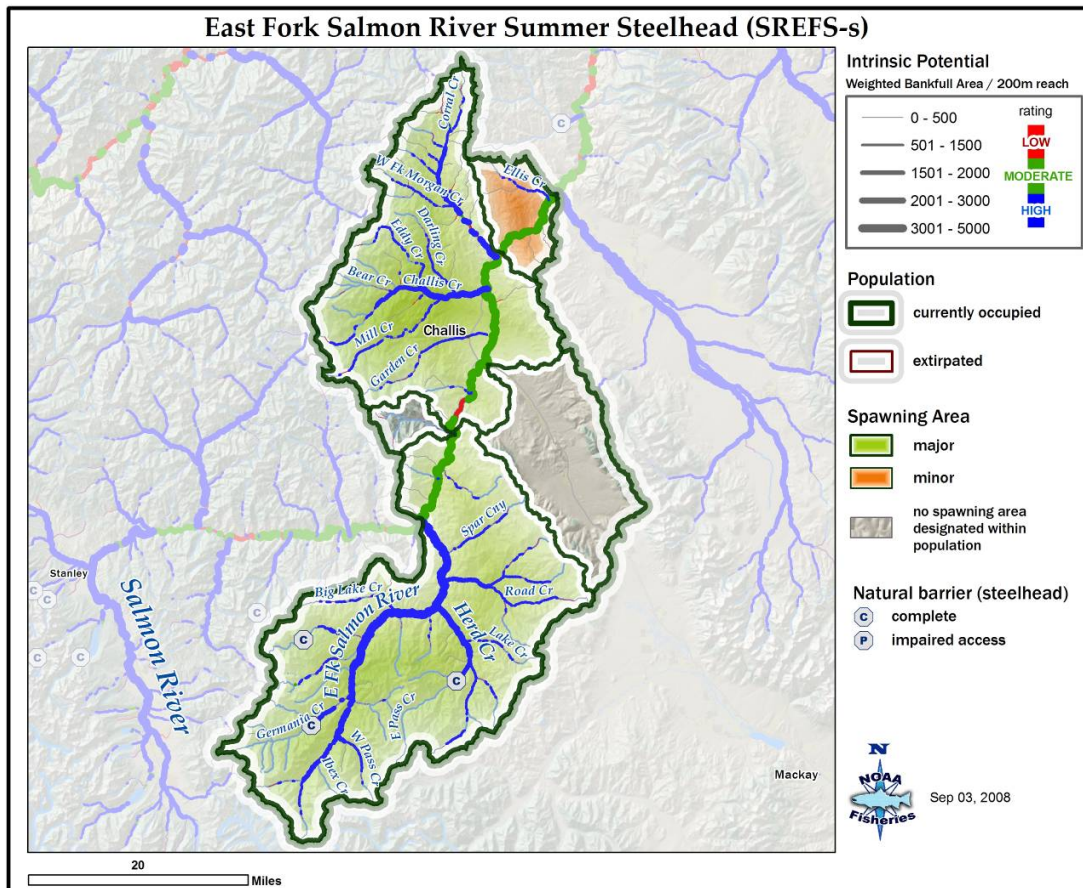 East Fork Salmon River Summer Steelhead (SREFS-s)
Corral Cr
W Fk Morgan Cr
Ellis Cr
Darling Cr
Eddy Cr
Bear Cr
Challis Cr
Challis
Mill Cr
Garden Cr
Spar Cny
Stanley
Salmon River
Big Lake Cr
Road Cr
E Fk Salmon River
Herd Cr
Lake Cr
C
C
C
C
Germania Cr
E Pass Cr
W Pass Cr
Ibex Cr
Mackay
Intrinsic Potential
Weighted Bankfull Area / 200m reach
rating
0 - 500
501 - 1500
1501 - 2000
2001 - 3000
3001 - 5000
LOW
MODERATE
HIGH
Population
currently occupied
extirpated
Spawning Area
major
minor
no spawning area
designated within
population
Natural barrier (steelhead)
C complete
P impaired access
N
NOAA
Fisheries
Sep 03, 2008
20
Miles